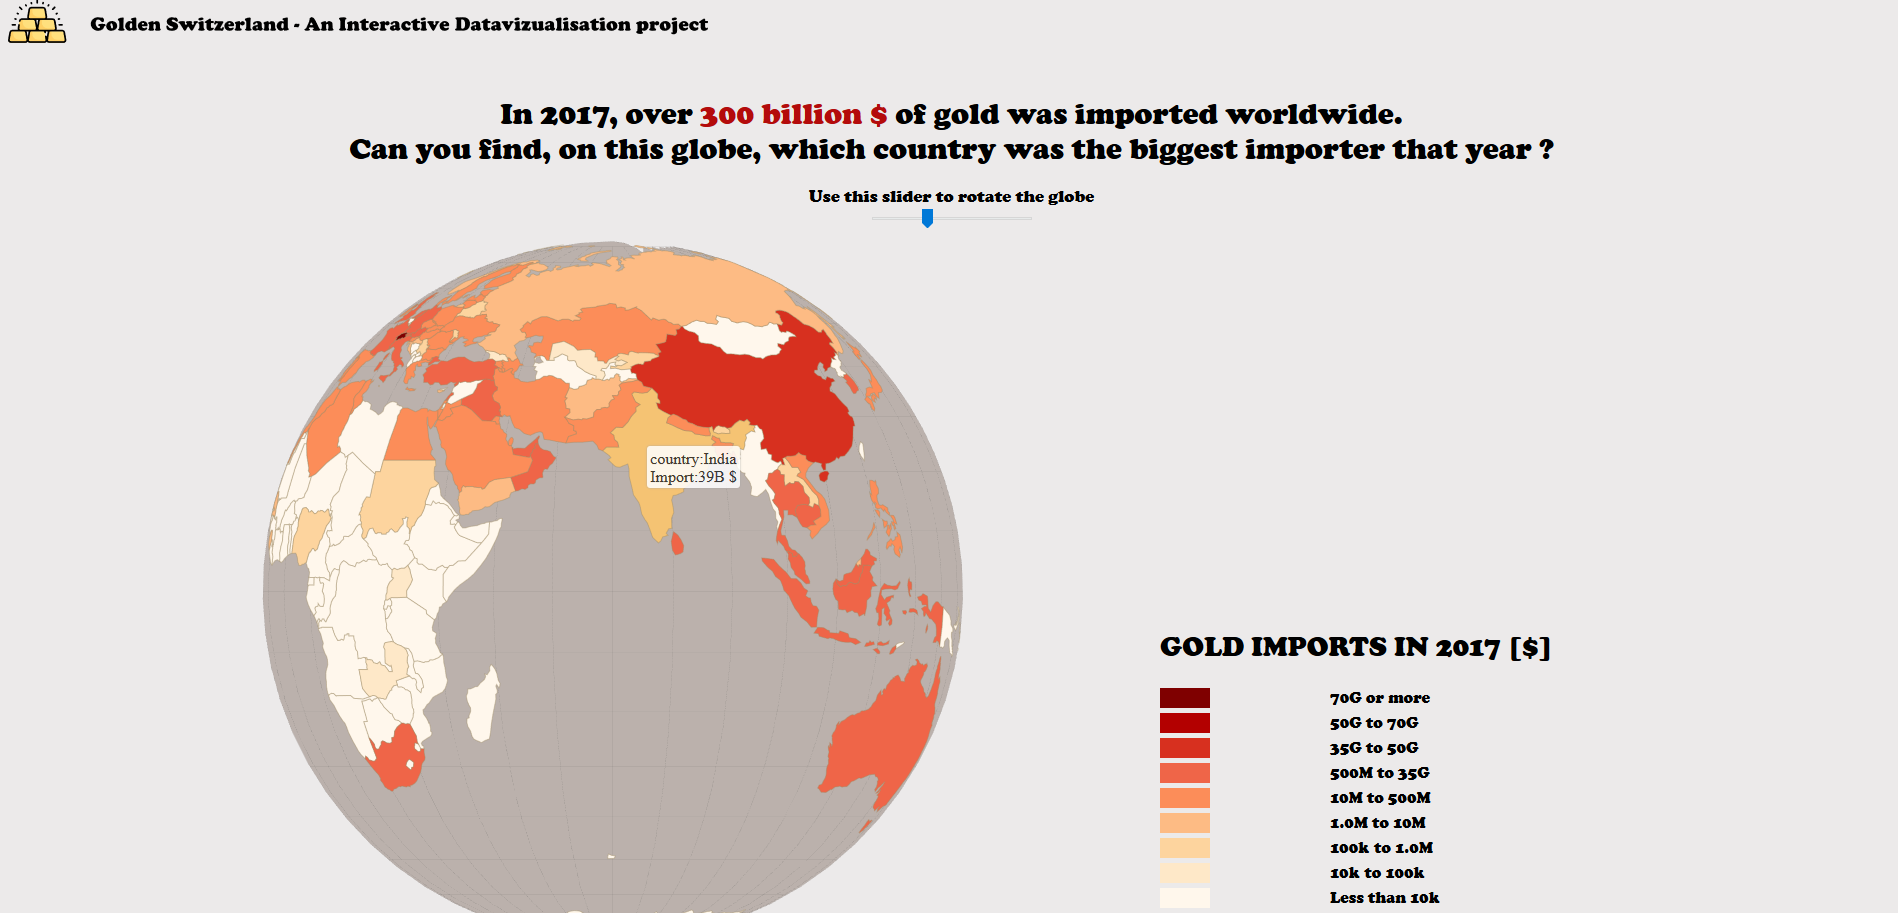 Golden Switzerland - An Interactive Datavizualisation project
In 2017, over 300 billion $ of gold was imported worldwide.
Can you find, on this globe, which country was the biggest importer that year ?
Use this slider to rotate the globe
country:India
Import:39B $
GOLD IMPORTS IN 2017 [$]
70G or more
50G to 70G
35G to 50G
500M to 35G
10M to 500M
1.0M to 10M
100k to 1.0M
10k to 100k
Less than 10k